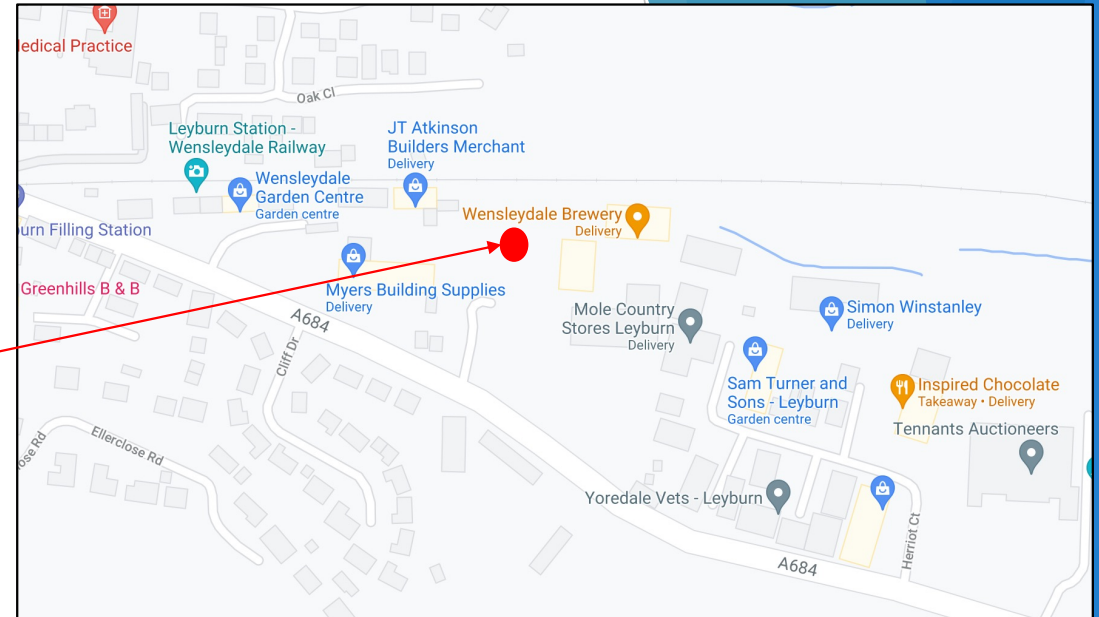 edical Practice
Oak Cl
Leyburn Station -
Wensleydale Railway
JT Atkinson
Builders Merchant
Delivery
Wensleydale
Garden Centre
Garden centre
Wensleydale Brewery
Delivery
urn Filling Station
Greenhills B & B
Myers Building Supplies
Delivery
A684
Cliff Dr
Mole Country
Stores Leyburn
Delivery
Simon Winstanley
Delivery
Sam Turner and
Sons - Leyburn
Garden centre
Inspired Chocolate
Takeaway • Delivery
Tennants Auctioneers
Ellerclose Rd
ose Rd
Yoredale Vets - Leyburn
Herriot Ct
A684